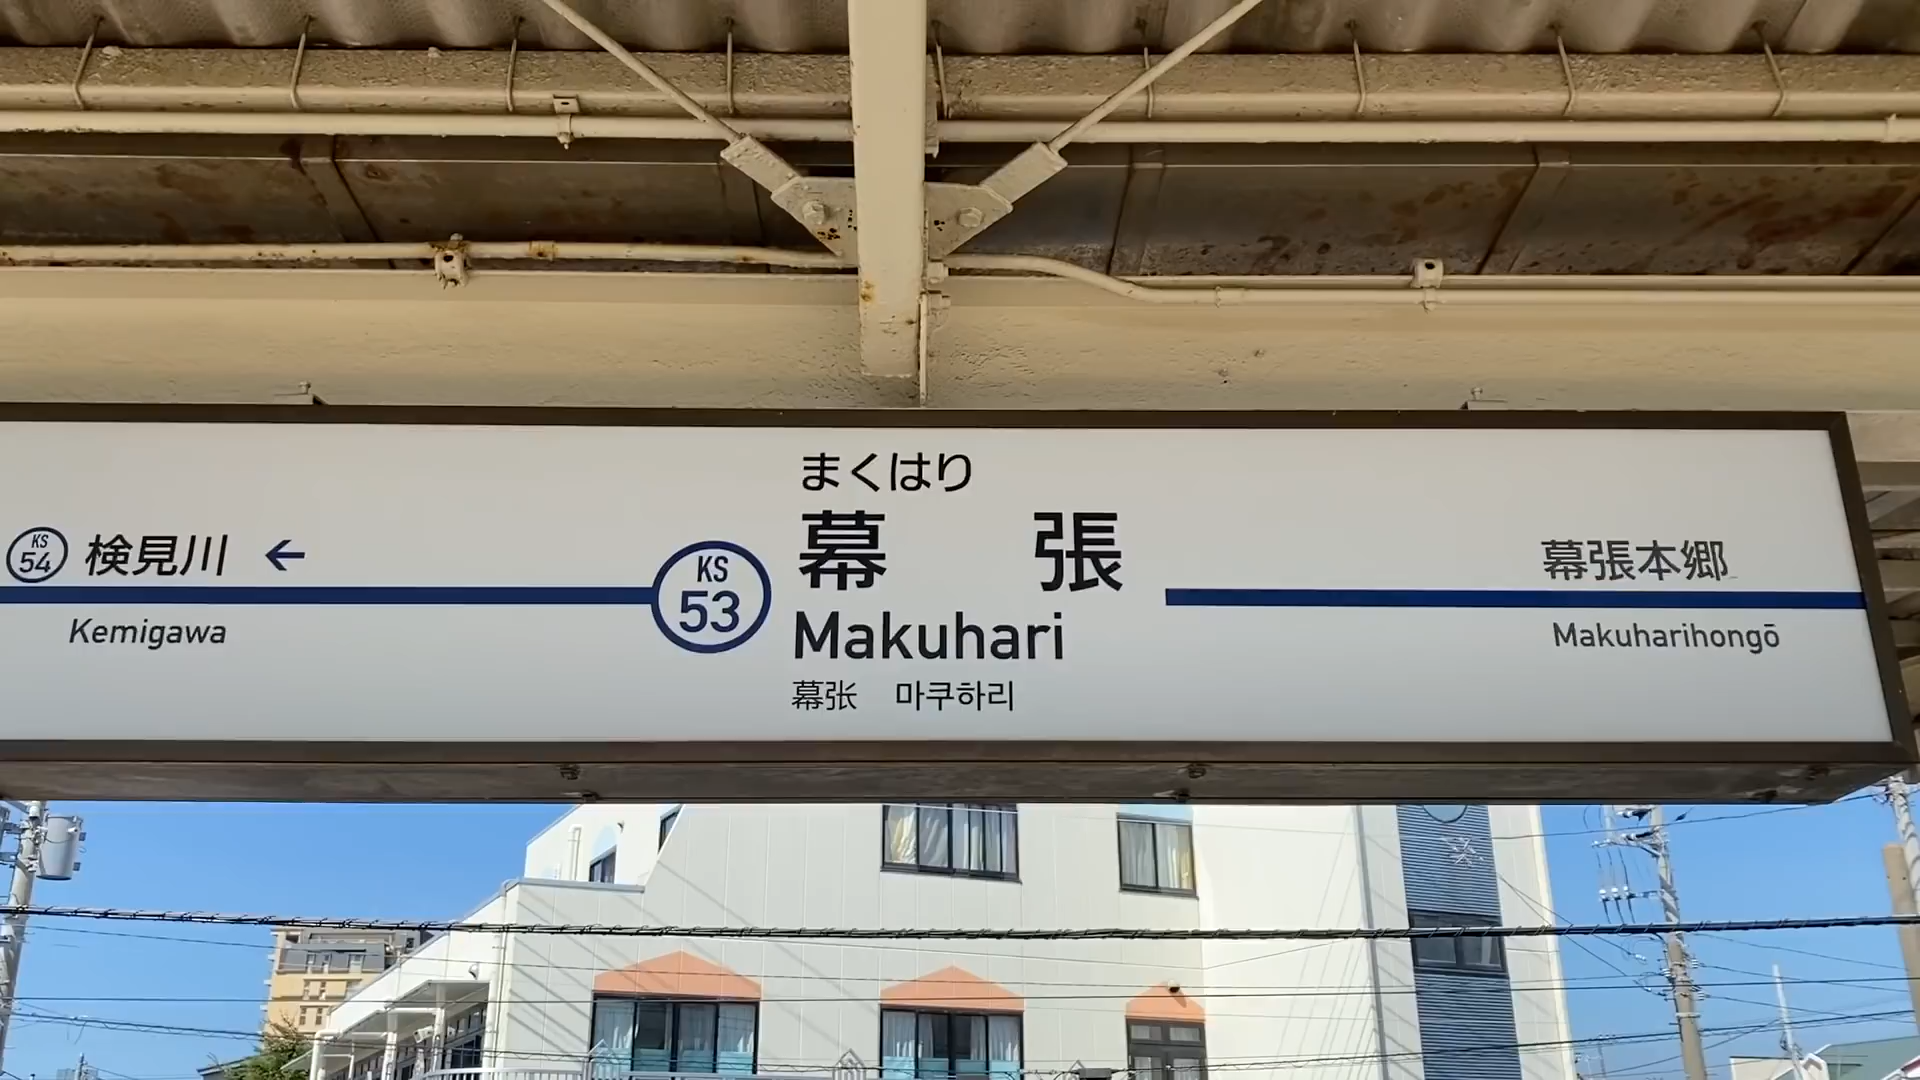 KS
54
検見川 ←
Kemigawa
KS
53
まくはり
幕 張
Makuhari
幕张 마쿠하리
幕張本郷
Makuharihongō